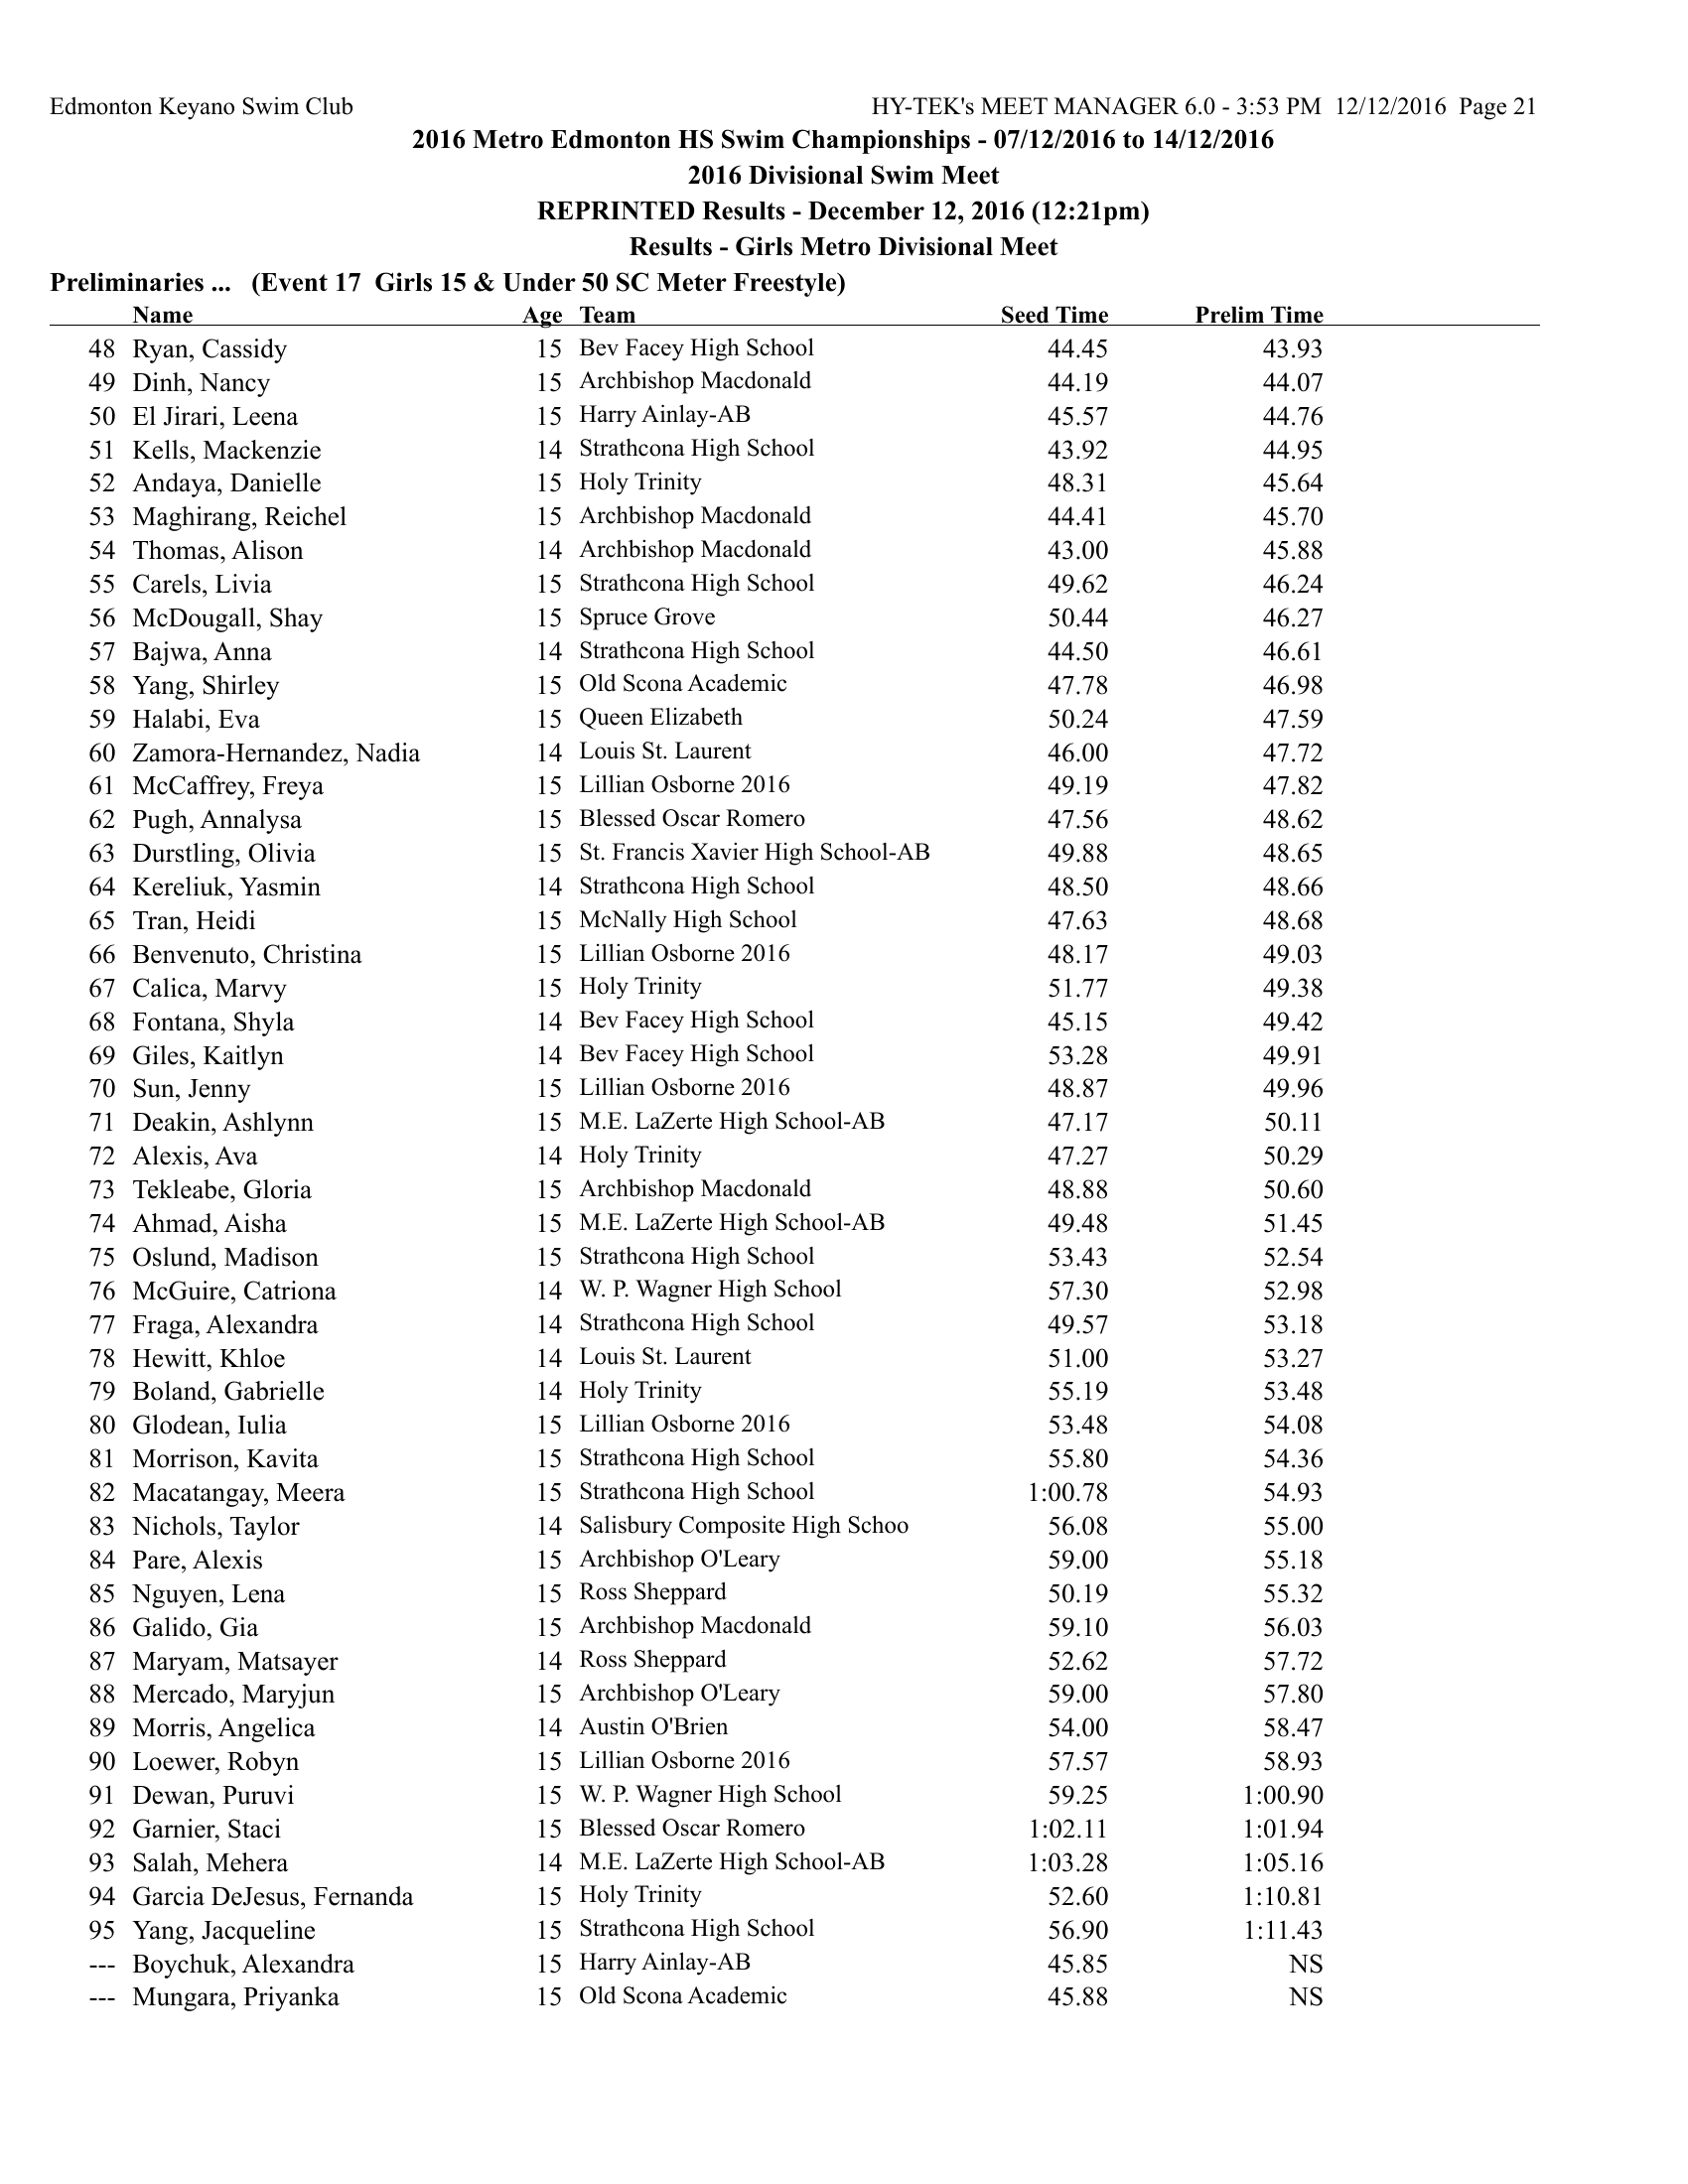 Edmonton Keyano Swim Club HY-TEK's MEET MANAGER 6.0 - 3:53 PM 12/12/2016 Page 21
2016 Metro Edmonton HS Swim Championships - 07/12/2016 to 14/12/2016
2016 Divisional Swim Meet
REPRINTED Results - December 12, 2016 (12:21pm)
Results - Girls Metro Divisional Meet
Preliminaries ... (Event 17 Girls 15 & Under 50 SC Meter Freestyle)
Name Age Team Seed Time Prelim Time
48 Ryan, Cassidy 15 Bev Facey High School 44.45 43.93
49 Dinh, Nancy 15 Archbishop Macdonald 44.19 44.07
50 El Jirari, Leena 15 Harry Ainlay-AB 45.57 44.76
51 Kells, Mackenzie 14 Strathcona High School 43.92 44.95
52 Andaya, Danielle 15 Holy Trinity 48.31 45.64
53 Maghirang, Reichel 15 Archbishop Macdonald 44.41 45.70
54 Thomas, Alison 14 Archbishop Macdonald 43.00 45.88
55 Carels, Livia 15 Strathcona High School 49.62 46.24
56 McDougall, Shay 15 Spruce Grove 50.44 46.27
57 Bajwa, Anna 14 Strathcona High School 44.50 46.61
58 Yang, Shirley 15 Old Scona Academic 47.78 46.98
59 Halabi, Eva 15 Queen Elizabeth 50.24 47.59
60 Zamora-Hernandez, Nadia 14 Louis St. Laurent 46.00 47.72
61 McCaffrey, Freya 15 Lillian Osborne 2016 49.19 47.82
62 Pugh, Annalysa 15 Blessed Oscar Romero 47.56 48.62
63 Durstling, Olivia 15 St. Francis Xavier High School-AB 49.88 48.65
64 Kereliuk, Yasmin 14 Strathcona High School 48.50 48.66
65 Tran, Heidi 15 McNally High School 47.63 48.68
66 Benvenuto, Christina 15 Lillian Osborne 2016 48.17 49.03
67 Calica, Marvy 15 Holy Trinity 51.77 49.38
68 Fontana, Shyla 14 Bev Facey High School 45.15 49.42
69 Giles, Kaitlyn 14 Bev Facey High School 53.28 49.91
70 Sun, Jenny 15 Lillian Osborne 2016 48.87 49.96
71 Deakin, Ashlynn 15 M.E. LaZerte High School-AB 47.17 50.11
72 Alexis, Ava 14 Holy Trinity 47.27 50.29
73 Tekleabe, Gloria 15 Archbishop Macdonald 48.88 50.60
74 Ahmad, Aisha 15 M.E. LaZerte High School-AB 49.48 51.45
75 Oslund, Madison 15 Strathcona High School 53.43 52.54
76 McGuire, Catriona 14 W. P. Wagner High School 57.30 52.98
77 Fraga, Alexandra 14 Strathcona High School 49.57 53.18
78 Hewitt, Khloe 14 Louis St. Laurent 51.00 53.27
79 Boland, Gabrielle 14 Holy Trinity 55.19 53.48
80 Glodean, Iulia 15 Lillian Osborne 2016 53.48 54.08
81 Morrison, Kavita 15 Strathcona High School 55.80 54.36
82 Macatangay, Meera 15 Strathcona High School 1:00.78 54.93
83 Nichols, Taylor 14 Salisbury Composite High Schoo 56.08 55.00
84 Pare, Alexis 15 Archbishop O'Leary 59.00 55.18
85 Nguyen, Lena 15 Ross Sheppard 50.19 55.32
86 Galido, Gia 15 Archbishop Macdonald 59.10 56.03
87 Maryam, Matsayer 14 Ross Sheppard 52.62 57.72
88 Mercado, Maryjun 15 Archbishop O'Leary 59.00 57.80
89 Morris, Angelica 14 Austin O'Brien 54.00 58.47
90 Loewer, Robyn 15 Lillian Osborne 2016 57.57 58.93
91 Dewan, Puruvi 15 W. P. Wagner High School 59.25 1:00.90
92 Garnier, Staci 15 Blessed Oscar Romero 1:02.11 1:01.94
93 Salah, Mehera 14 M.E. LaZerte High School-AB 1:03.28 1:05.16
94 Garcia DeJesus, Fernanda 15 Holy Trinity 52.60 1:10.81
95 Yang, Jacqueline 15 Strathcona High School 56.90 1:11.43
--- Boychuk, Alexandra 15 Harry Ainlay-AB 45.85 NS
--- Mungara, Priyanka 15 Old Scona Academic 45.88 NS